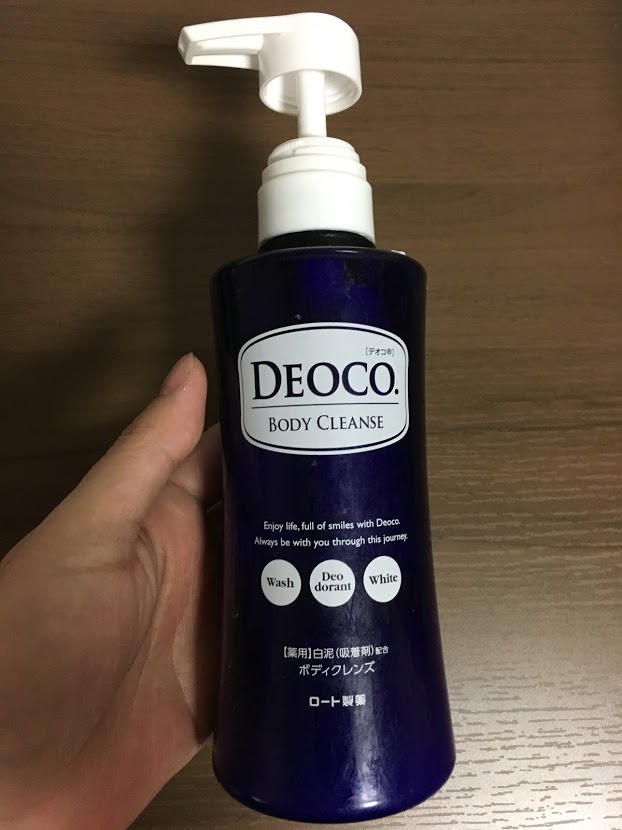 [デオコ®]
DEOCO.
BODY CLEANSE
Enjoy life, full of smiles with Deoco.
Always be with you through this journey.
Wash
Deo
dorant
White
【薬用】白泥(吸着剤)配合
ボディクレンズ
ロート製薬